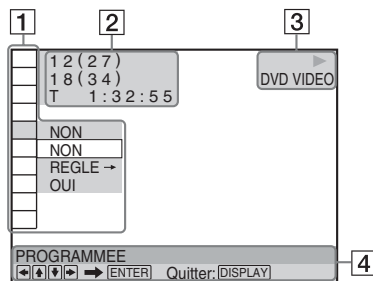 1
2
3
12(27)
18(34)
T 1:32:55
DVD VIDEO
NON
NON
REGLE →
OUI
PROGRAMMEE
ENTER Quitter: DISPLAY
4